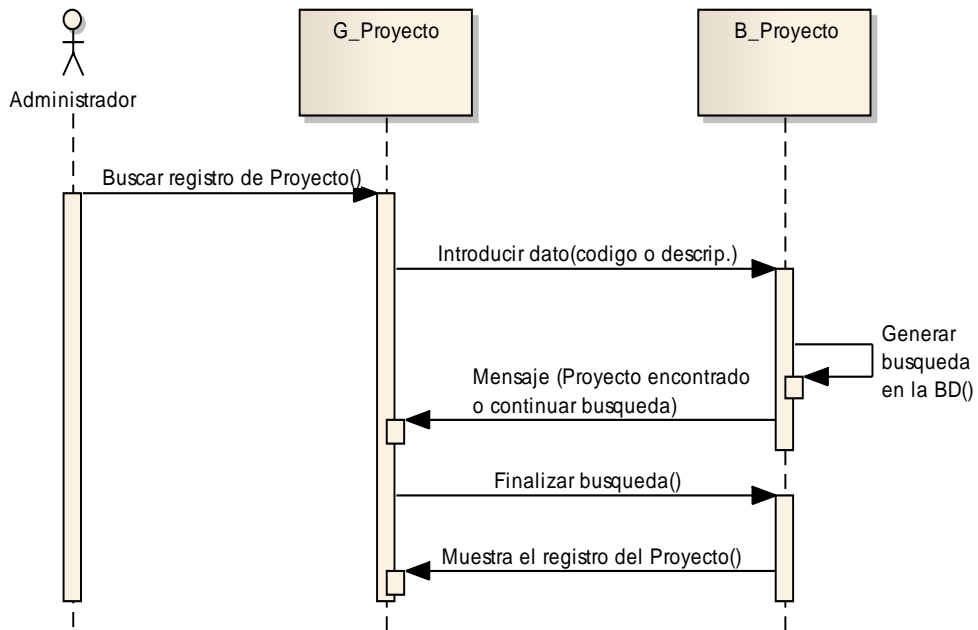 G_Proyecto
B_Proyecto
Administrador
Buscar registro de Proyecto()
Introducir dato(codigo o descrip.)
Generar
busqueda
en la BD()
Mensaje (Proyecto encontrado
o continuar busqueda)
Finalizar busqueda()
Muestra el registro del Proyecto()